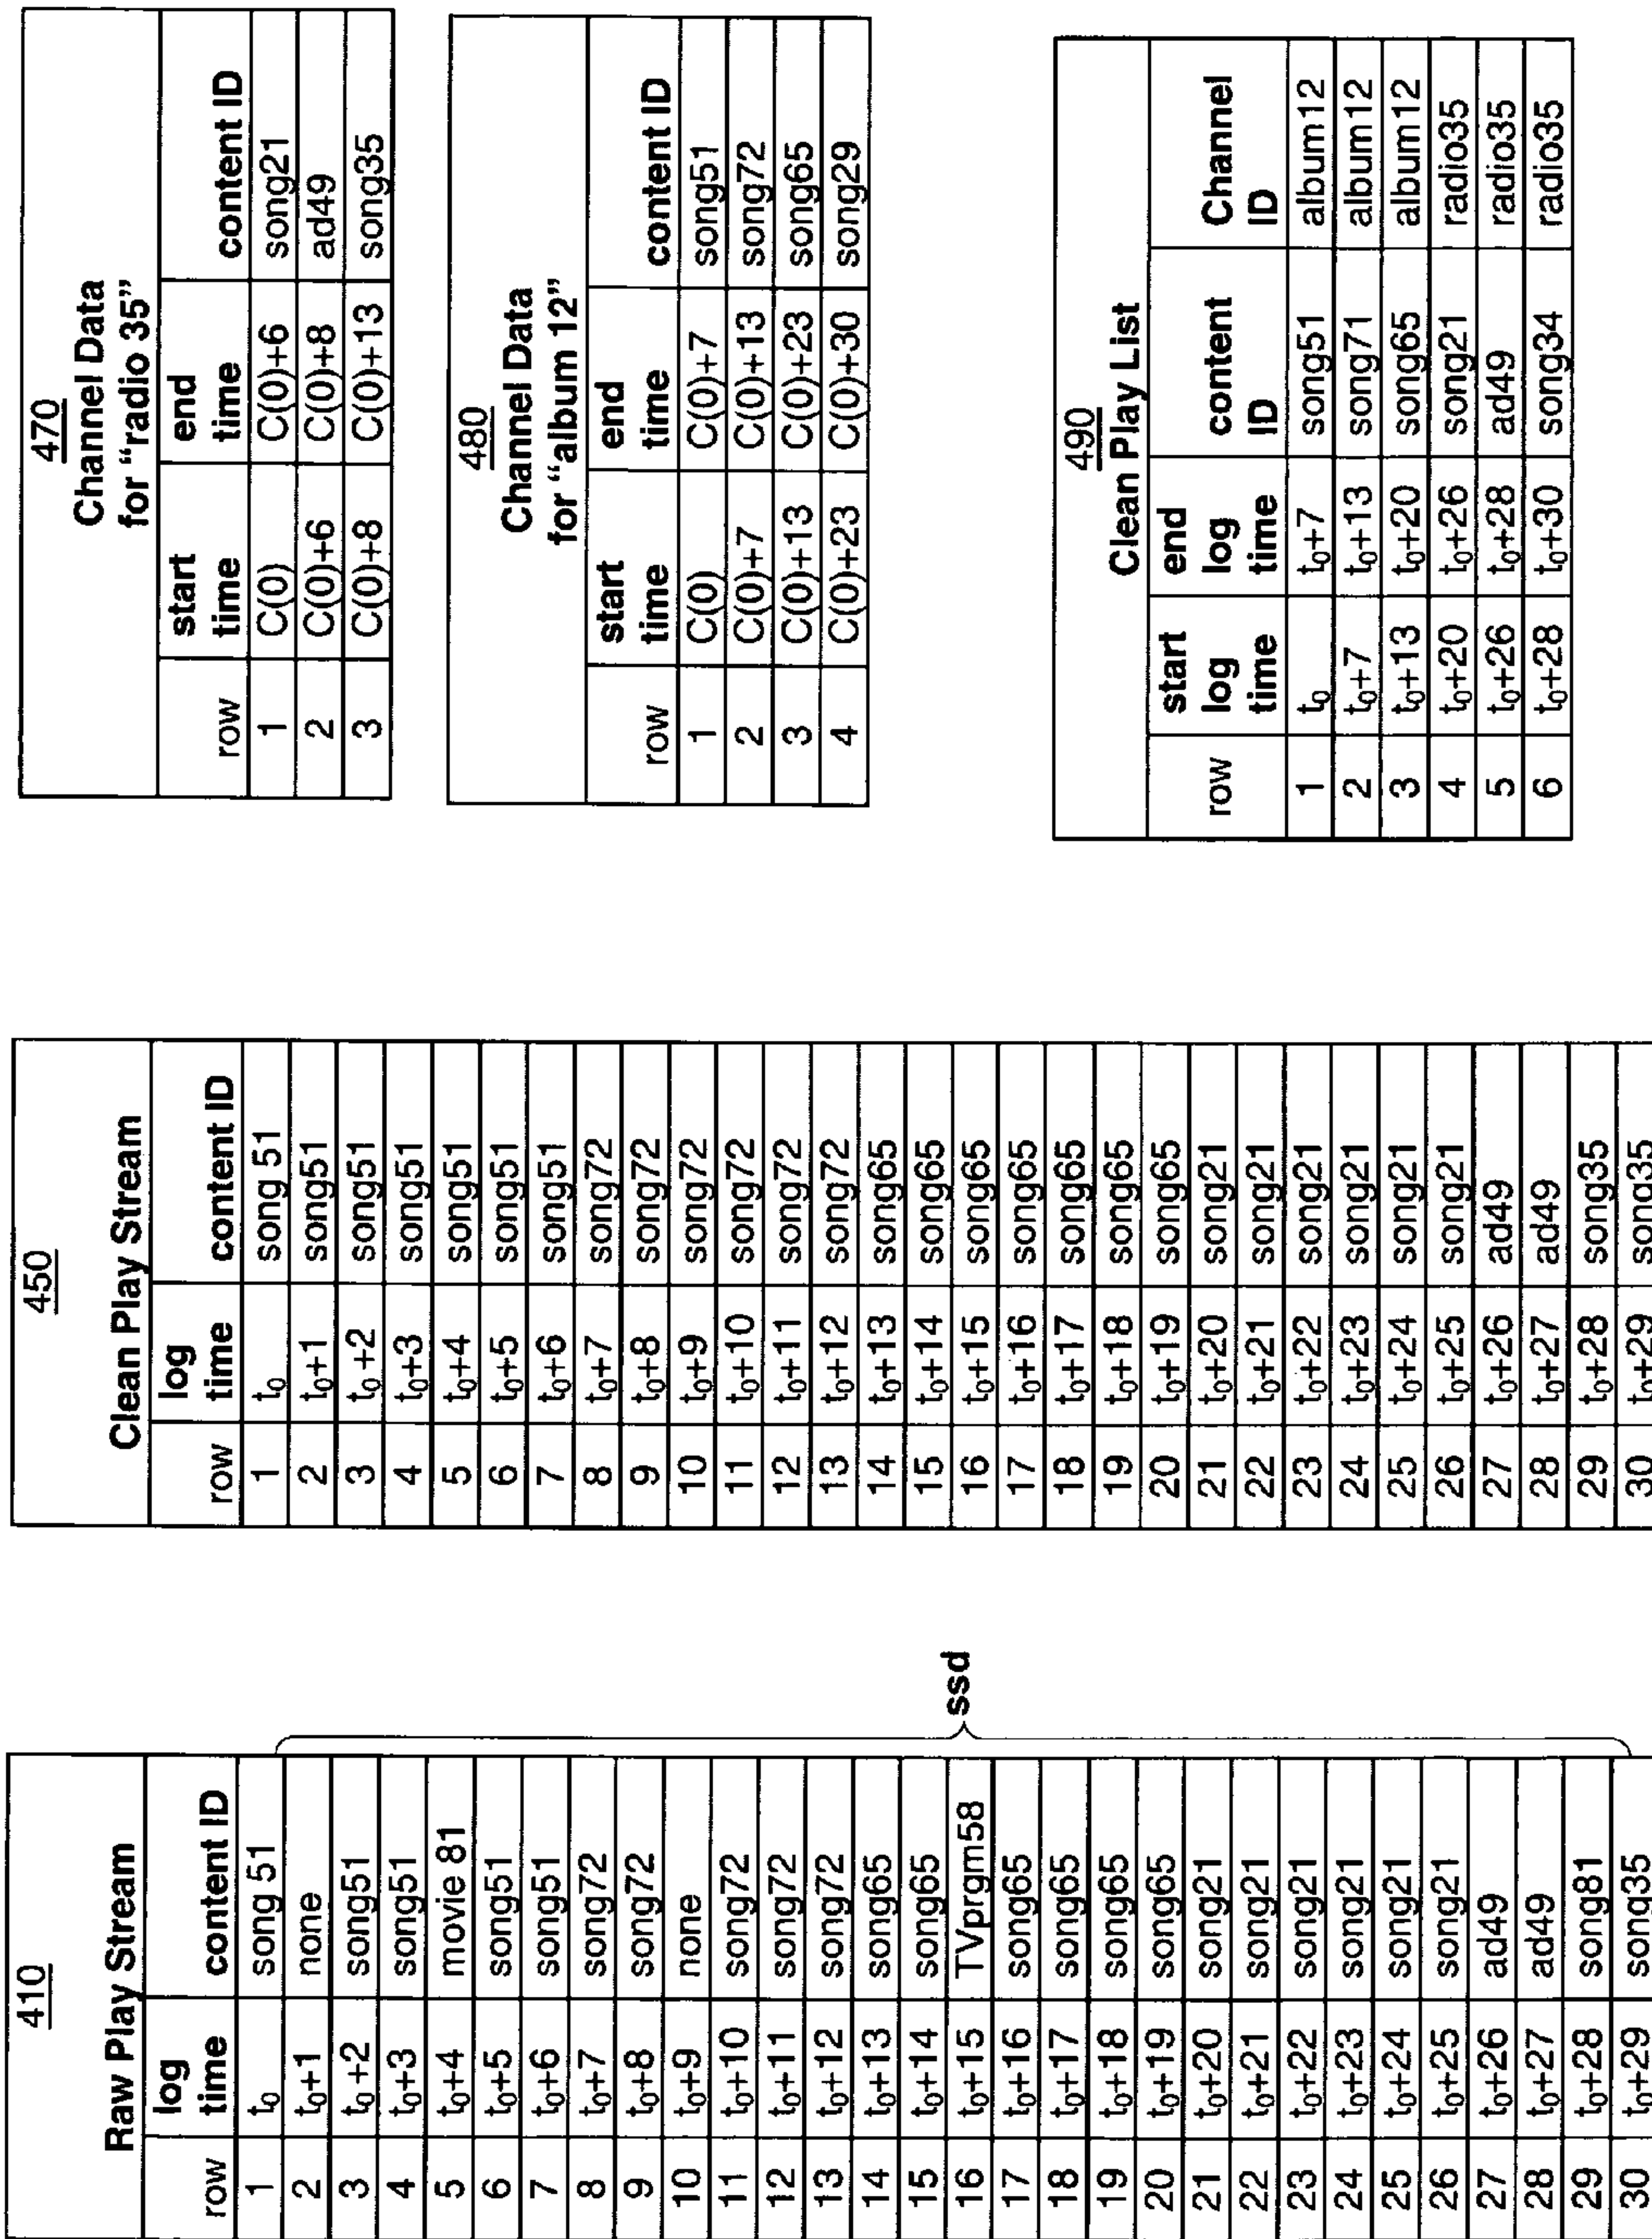 410
Raw Play Stream
row log time content ID
1 t0 song 51
2 t0+1 none
3 t0 +2 song51
4 t0+3 song51
5 t0+4 movie 81
6 t0+5 song51
7 t0+6 song51
8 t0+7 song72
9 t0+8 song72
10 t0+9 none
11 t0+10 song72
12 t0+11 song72
13 t0+12 song72
14 t0+13 song65
15 t0+14 song65
16 t0+15 TVprgm58
17 t0+16 song65
18 t0+17 song65
19 t0+18 song65
20 t0+19 song65
21 t0+20 song21
22 t0+21 song21
23 t0+22 song21
24 t0+23 song21
25 t0+24 song21
26 t0+25 song21
27 t0+26 ad49
28 t0+27 ad49
29 t0+28 song81
30 t0+29 song35
ssd
450
Clean Play Stream
row log time content ID
1 t0 song 51
2 t0+1 song51
3 t0 +2 song51
4 t0+3 song51
5 t0+4 song51
6 t0+5 song51
7 t0+6 song51
8 t0+7 song72
9 t0+8 song72
10 t0+9 song72
11 t0+10 song72
12 t0+11 song72
13 t0+12 song72
14 t0+13 song65
15 t0+14 song65
16 t0+15 song65
17 t0+16 song65
18 t0+17 song65
19 t0+18 song65
20 t0+19 song65
21 t0+20 song21
22 t0+21 song21
23 t0+22 song21
24 t0+23 song21
25 t0+24 song21
26 t0+25 song21
27 t0+26 ad49
28 t0+27 ad49
29 t0+28 song35
30 t0+29 song35
470
Channel Data
for “radio 35”
row start time end time content ID
1 C(0) C(0)+6 song21
2 C(0)+6 C(0)+8 ad49
3 C(0)+8 C(0)+13 song35
480
Channel Data
for “album 12”
row start time end time content ID
1 C(0) C(0)+7 song51
2 C(0)+7 C(0)+13 song72
3 C(0)+13 C(0)+23 song65
4 C(0)+23 C(0)+30 song29
490
Clean Play List
row start log time end log time content ID Channel ID
1 t0 t0+7 song51 album12
2 t0+7 t0+13 song71 album12
3 t0+13 t0+20 song65 album12
4 t0+20 t0+26 song21 radio35
5 t0+26 t0+28 ad49 radio35
6 t0+28 t0+30 song34 radio35